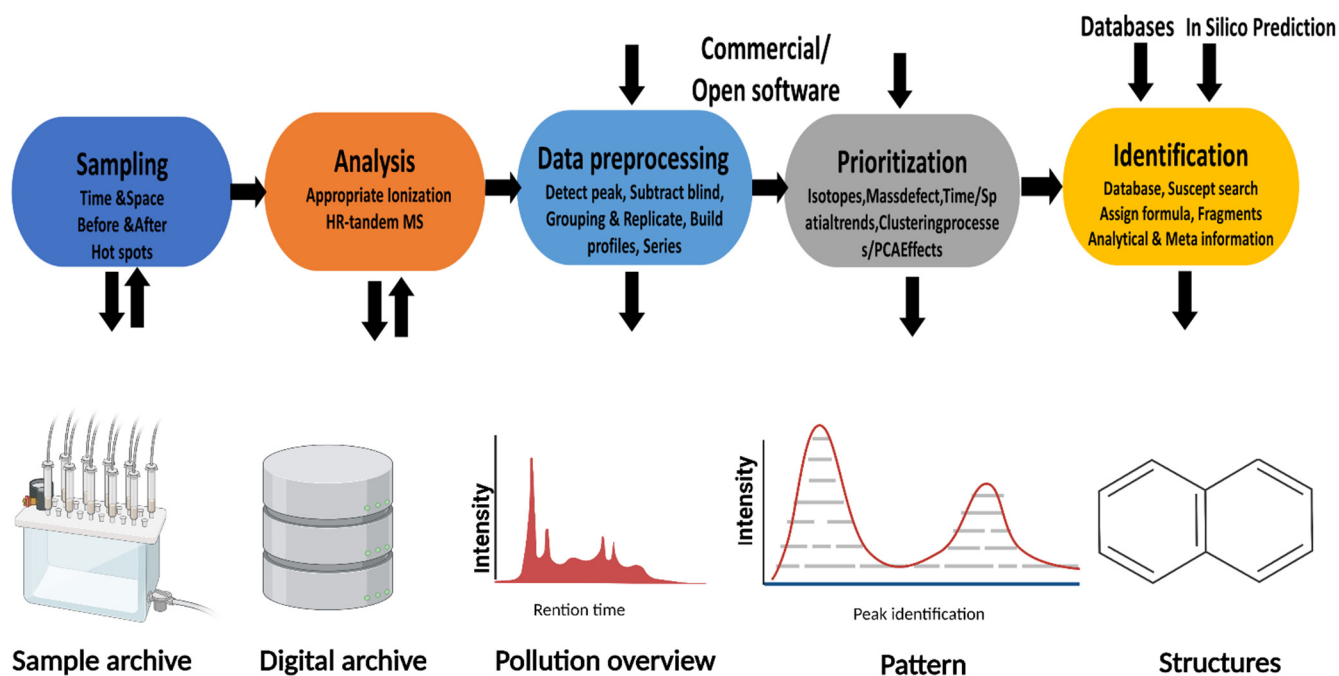 Commercial/
Open software
Databases
In Silico Prediction
Sampling
Time &Space
Before &After
Hot spots
Analysis
Appropriate Ionization
HR-tandem MS
Data preprocessing
Detect peak, Subtract blind,
Grouping & Replicate, Build
profiles, Series
Prioritization
Isotopes,Massdefect,Time/Sp
atialtrends,Clusteringprocesse
s/PCAEffects
Identification
Database, Suscept search
Assign formula, Fragments
Analytical & Meta information
Intensity
Rention time
Intensity
Peak identification
Sample archive
Digital archive
Pollution overview
Pattern
Structures